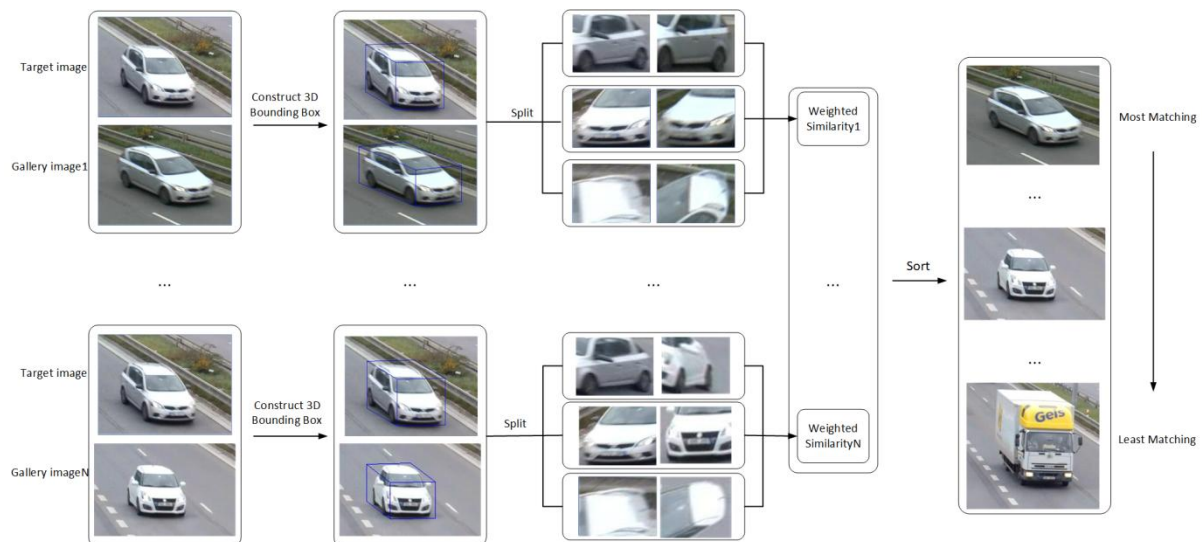 Target image
Gallery image1
Construct 3D
Bounding Box
Split
Weighted
Similarity1
Most Matching
...
...
...
...
...
Sort
...
Target image
Gallery imageN
Construct 3D
Bounding Box
Split
Weighted
SimilarityN
Geis
Least Matching